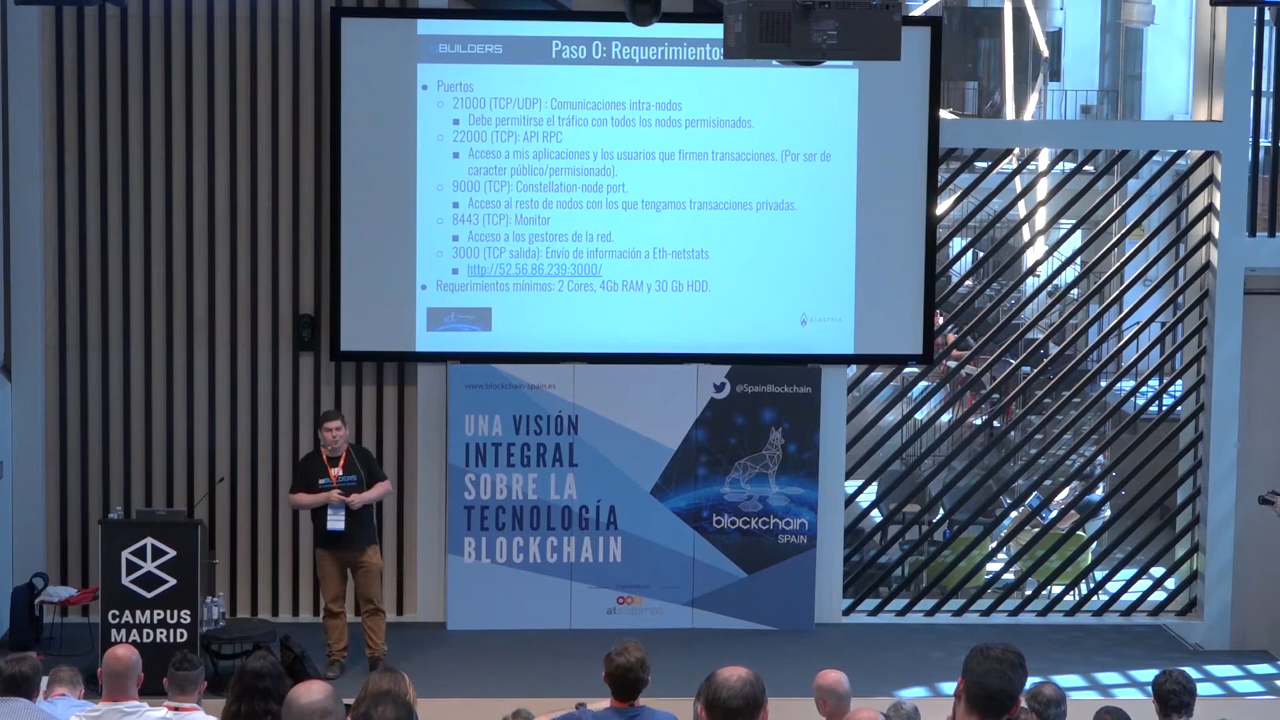 BUILDERS
Paso 0: Requerimientos
Puertos
21000 (TCP/UDP) : Comunicaciones intra-nodos
Debe permitirse el tráfico con todos los nodos permisionados.
22000 (TCP): API RPC
Acceso a mis aplicaciones y los usuarios que firmen transacciones. (Por ser de
caracter público/permisionado).
9000 (TCP): Constellation-node port.
Acceso al resto de nodos con los que tengamos transacciones privadas.
8443 (TCP): Monitor
Acceso a los gestores de la red.
3000 (TCP salida): Envío de información a Eth-netstats
http://52.56.86.239:3000/
Requerimientos mínimos: 2 Cores, 4Gb RAM y 30 Gb HDD.
ALASTRIA
www.blockchain-spain.es
@SpainBlockchain
UNA VISIÓN
INTEGRAL
SOBRE LA
TECNOLOGÍA
BLOCKCHAIN
blockchain
SPAIN
atsistemas
ioBUILDERS
CAMPUS
MADRID